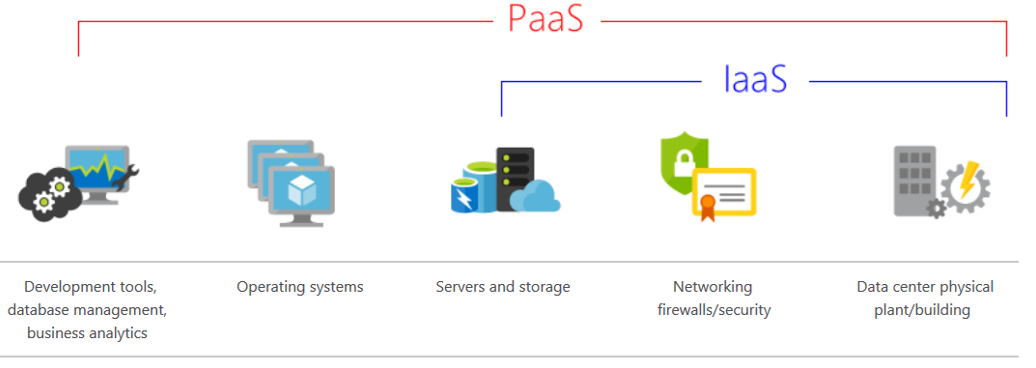 PaaS
IaaS
Development tools,
database management,
business analytics
Operating systems
Servers and storage
Networking
firewalls/security
Data center physical
plant/building